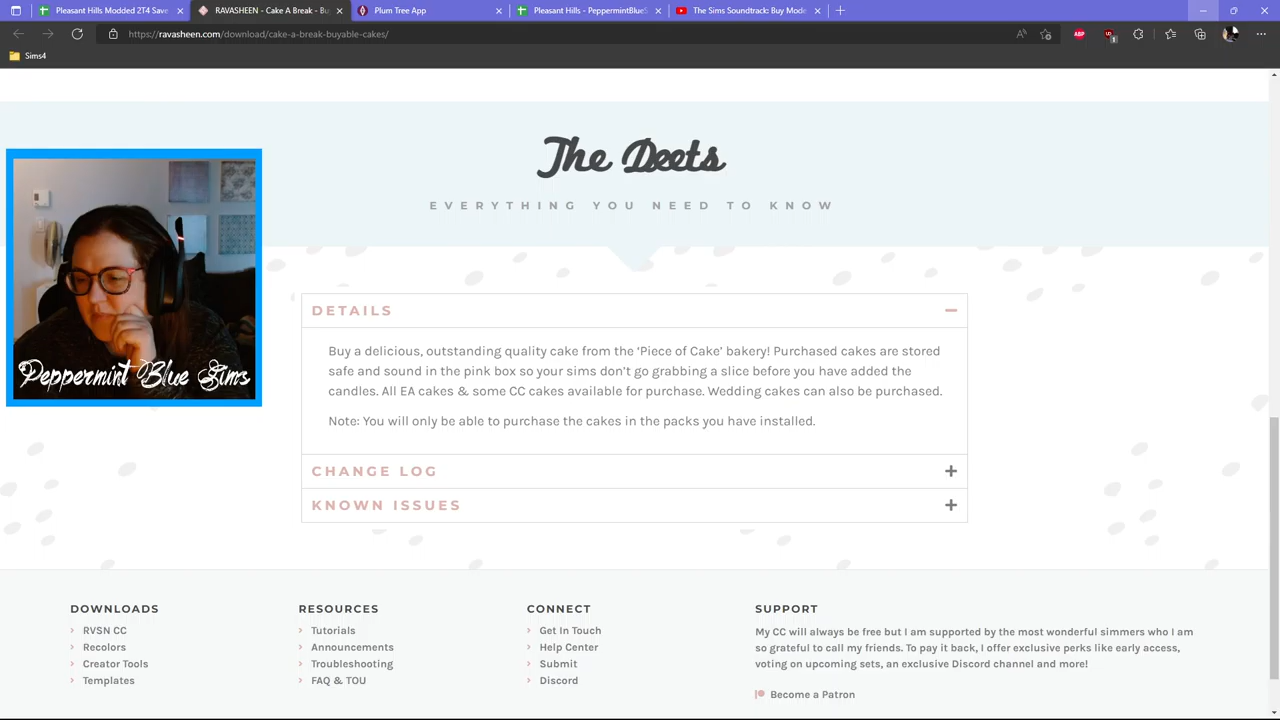 Pleasant Hills Modded 2T4 Save
RAVASHEEN - Cake A Break - Bu
Plum Tree App
Pleasant Hills - PeppermintBlueS
The Sims Soundtrack: Buy Mode
https://ravasheen.com/download/cake-a-break-buyable-cakes/
Sims4
The Deets
EVERYTHING YOU NEED TO KNOW
Peppermint Blue Sims
DETAILS
Buy a delicious, outstanding quality cake from the ‘Piece of Cake’ bakery! Purchased cakes are stored
safe and sound in the pink box so your sims don’t go grabbing a slice before you have added the
candles. All EA cakes & some CC cakes available for purchase. Wedding cakes can also be purchased.
Note: You will only be able to purchase the cakes in the packs you have installed.
CHANGE LOG
KNOWN ISSUES
DOWNLOADS
RVSN CC
Recolors
Creator Tools
Templates
RESOURCES
Tutorials
Announcements
Troubleshooting
FAQ & TOU
CONNECT
Get In Touch
Help Center
Submit
Discord
SUPPORT
My CC will always be free but I am supported by the most wonderful simmers who I am
so grateful to call my friends. To pay it back, I offer exclusive perks like early access,
voting on upcoming sets, an exclusive Discord channel and more!
Become a Patron